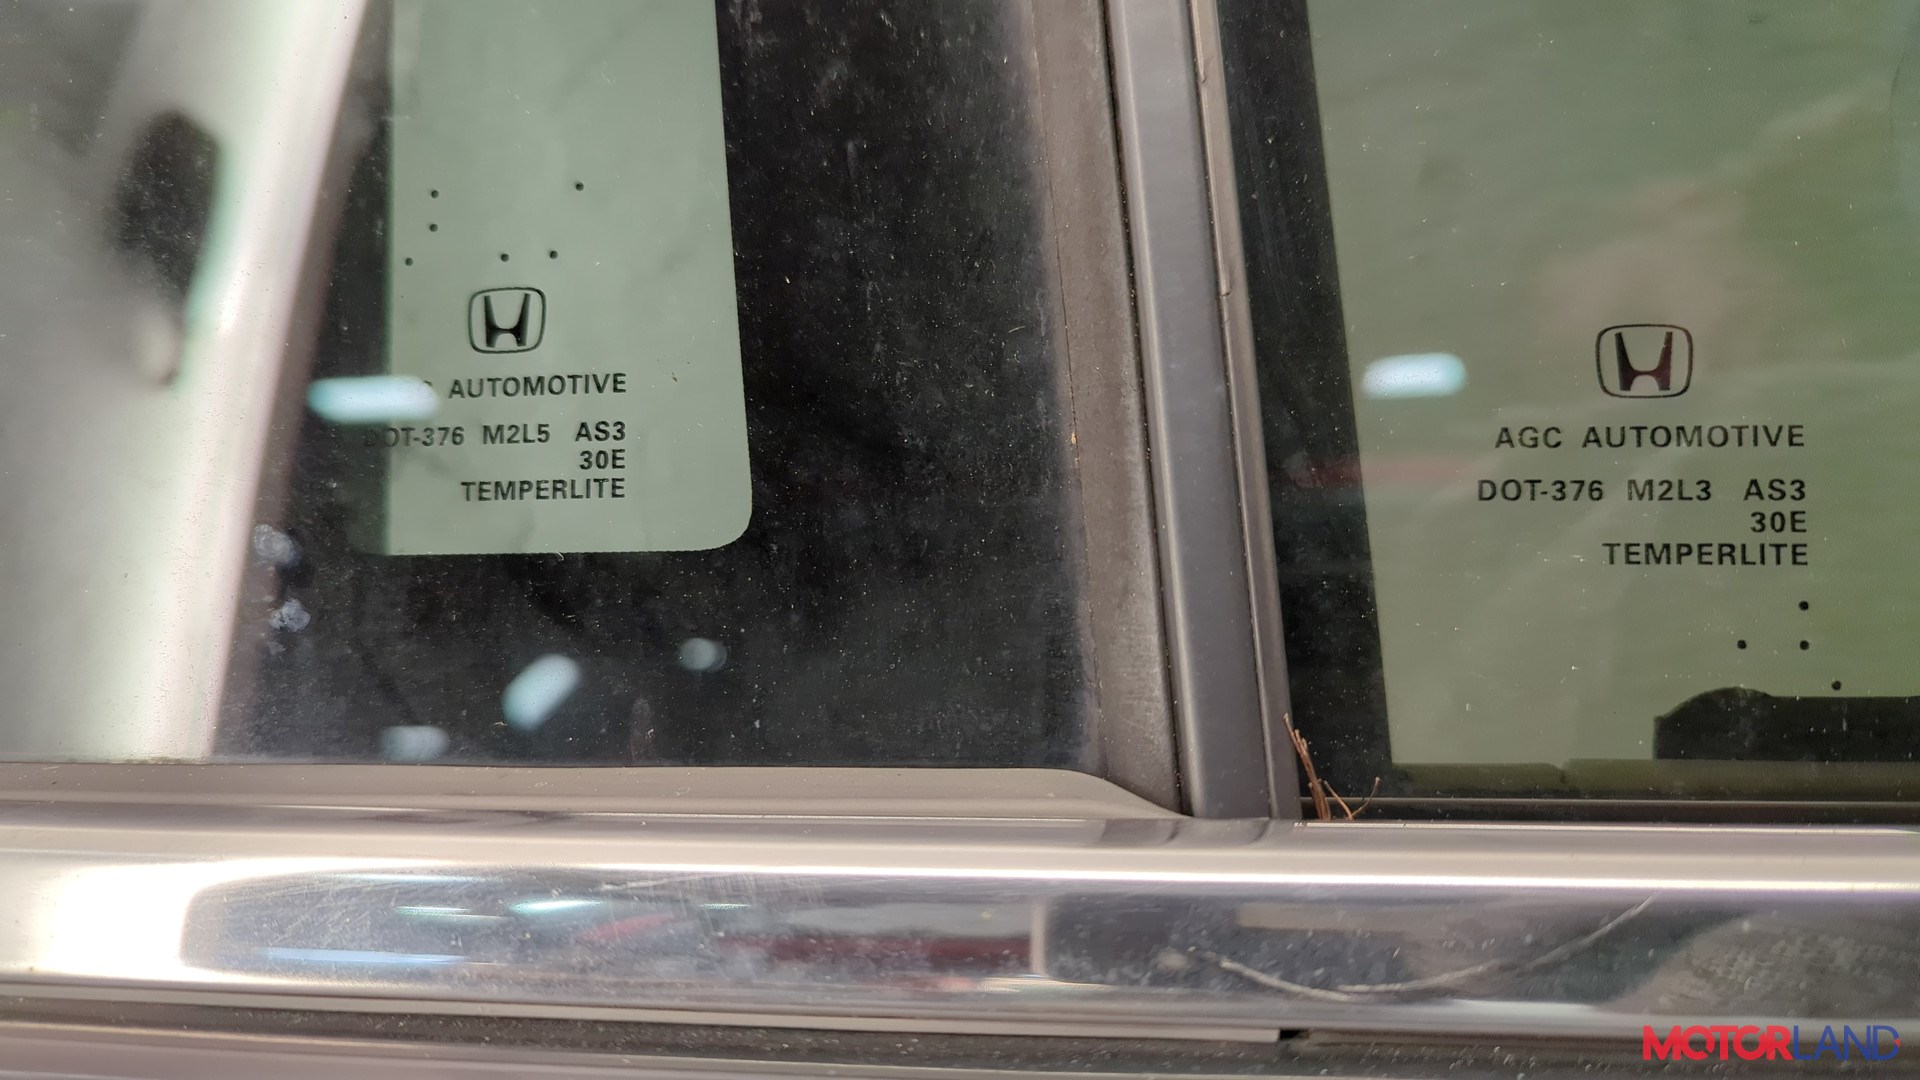 AUTOMOTIVE
DOT-376 M2L5 AS3
30E
TEMPERLITE
AGC AUTOMOTIVE
DOT-376 M2L3 AS3
30E
TEMPERLITE
MOTORLAND